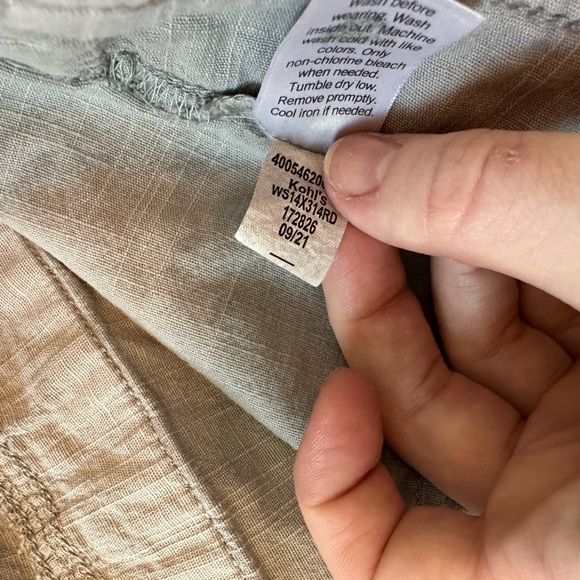 Wash before
wearing. Wash
inside out. Machine
wash cold with like
colors. Only
non-chlorine bleach
when needed.
Tumble dry low.
Remove promptly.
Cool iron if needed.
Kohl's
WS14X314RD
172826
09/21